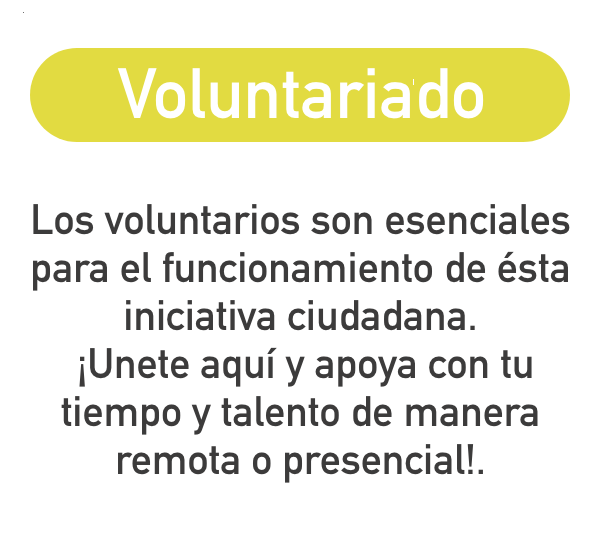 Voluntariado
Los voluntarios son esenciales
para el funcionamiento de ésta
iniciativa ciudadana.
¡Unete aquí y apoya con tu
tiempo y talento de manera
remota o presencial!.